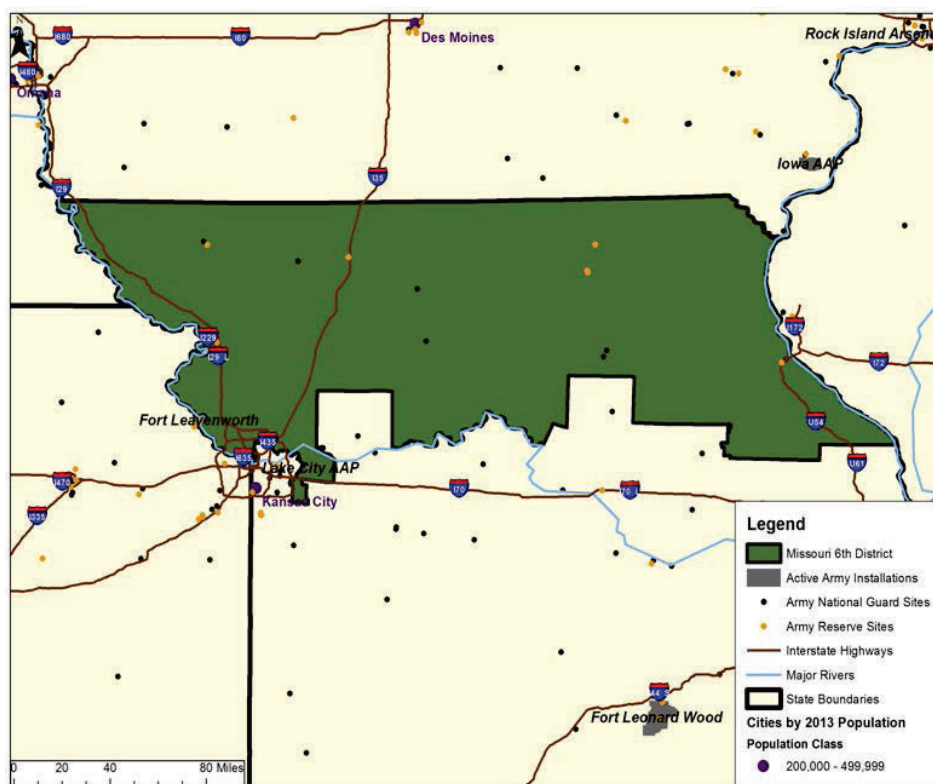 N
I680
I80
Des Moines
Rock Island Arsen
I480
Omaha
Iowa AAP
I29
I35
I229
I29
I172
I72
Fort Leavenworth
I435
U54
I635
Lake City AAP
U61
I470
I70
70
Kansas City
I335
Legend
Missouri 6th District
Active Army Installations
Army National Guard Sites
Army Reserve Sites
Interstate Highways
Major Rivers
State Boundaries
Cities by 2013 Population
Population Class
200,000 - 499,999
44
Fort Leonard Wood
0 20 40 80 Miles